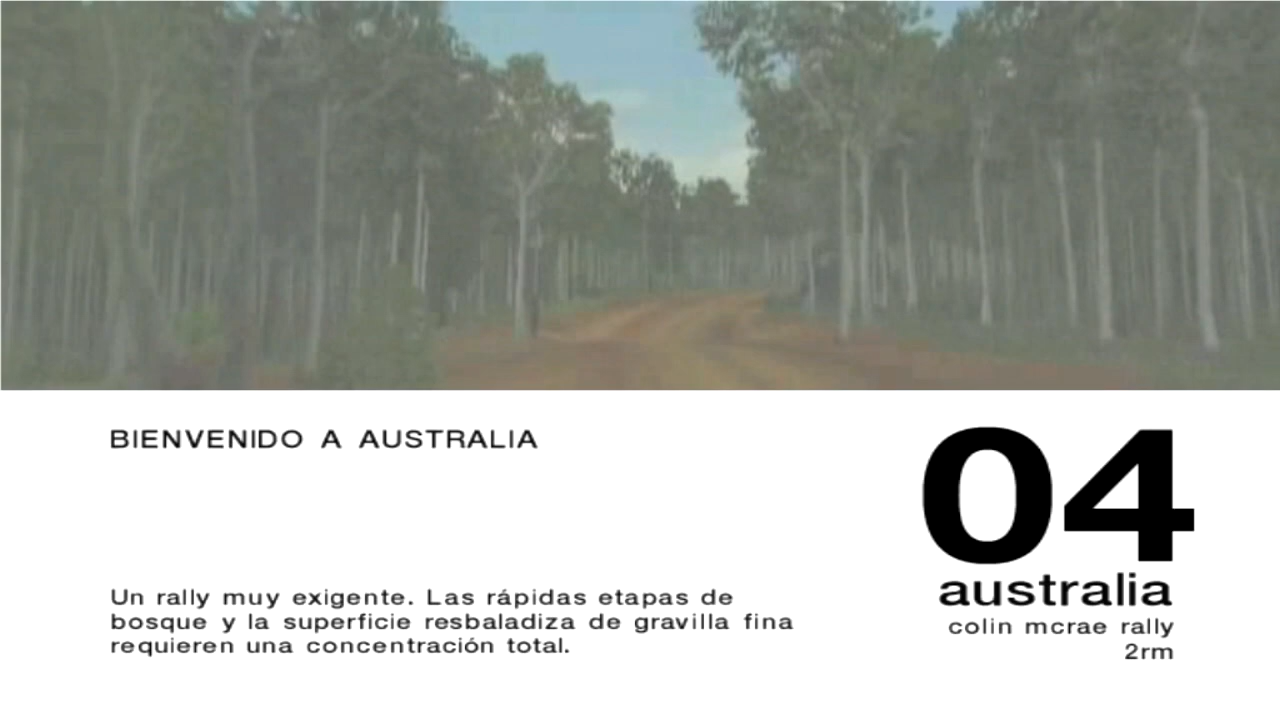 BIENVENIDO A AUSTRALIA
Un rally muy exigente. Las rápidas etapas de
bosque y la superficie resbaladiza de gravilla fina
requieren una concentración total.
04
australia
colin mcrae rally
2rm